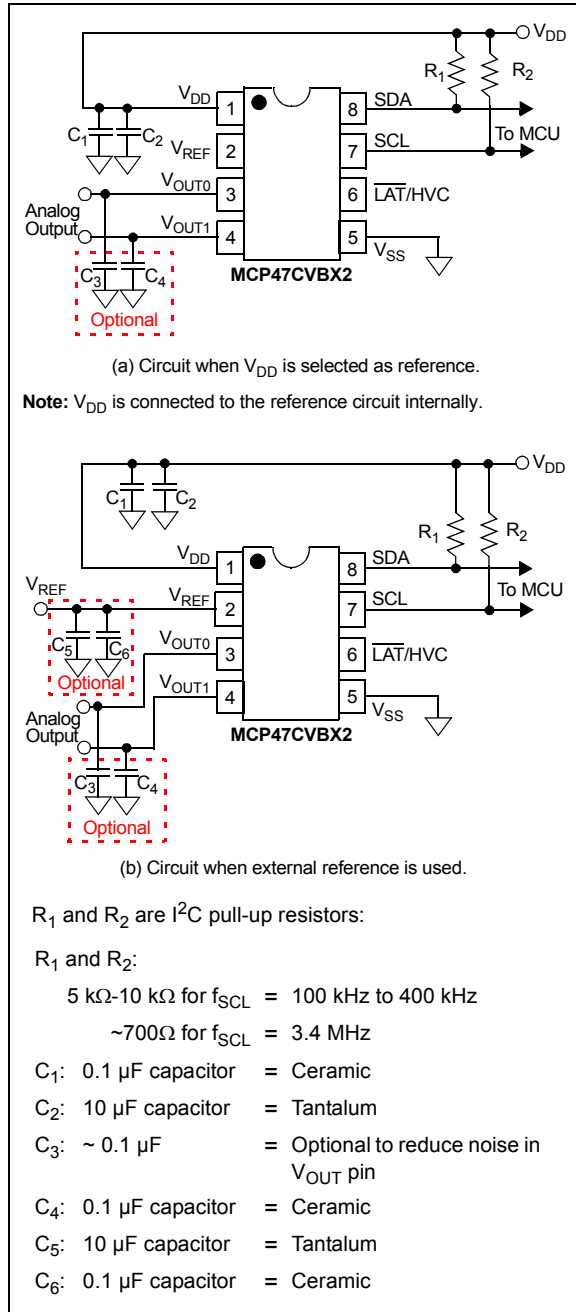 V_DD
R_1 R_2
V_DD 1 8 SDA
C_1 C_2
To MCU
V_REF 2 7 SCL
V_OUT0 3 6 L̅A̅T̅/HVC
Analog
Output
V_OUT1 4 5
V_SS
C_3 C_4
MCP47CVBX2
Optional
(a) Circuit when V_DD is selected as reference.
Note: V_DD is connected to the reference circuit internally.
V_DD
C_1 C_2
R_1 R_2
V_DD 1 8 SDA
To MCU
V_REF
V_REF 2 7 SCL
C_5 C_6
V_OUT0 3 6 L̅A̅T̅/HVC
Optional
V_OUT1 4 5
V_SS
Analog
Output
MCP47CVBX2
C_3 C_4
Optional
(b) Circuit when external reference is used.
R_1 and R_2 are I²C pull-up resistors:
R_1 and R_2:
5 kΩ-10 kΩ for f_SCL = 100 kHz to 400 kHz
~700Ω for f_SCL = 3.4 MHz
C_1: 0.1 µF capacitor = Ceramic
C_2: 10 µF capacitor = Tantalum
C_3: ~ 0.1 µF = Optional to reduce noise in
V_OUT pin
C_4: 0.1 µF capacitor = Ceramic
C_5: 10 µF capacitor = Tantalum
C_6: 0.1 µF capacitor = Ceramic